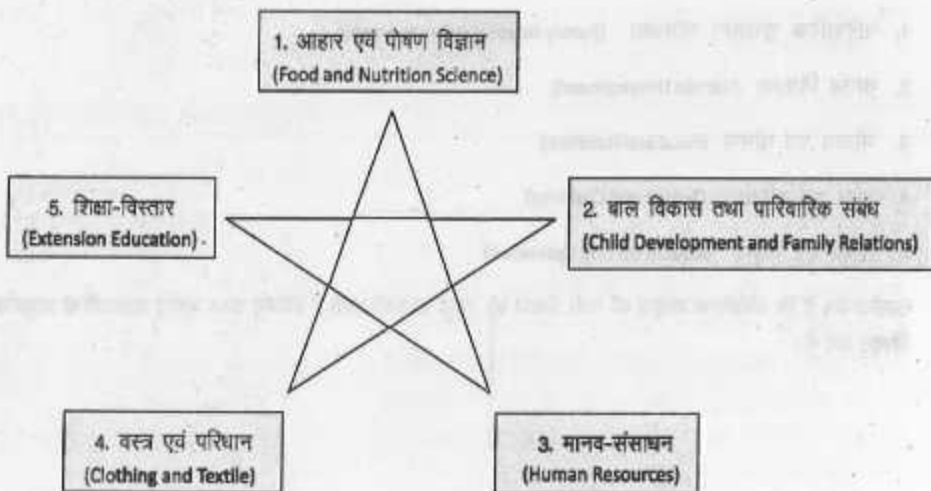 1. आहार एवं पोषण विज्ञान
(Food and Nutrition Science)
5. शिक्षा-विस्तार
(Extension Education) .
2. बाल विकास तथा पारिवारिक संबंध
(Child Development and Family Relations)
4. वस्त्र एवं परिधान
(Clothing and Textile)
3. मानव-संसाधन
(Human Resources)